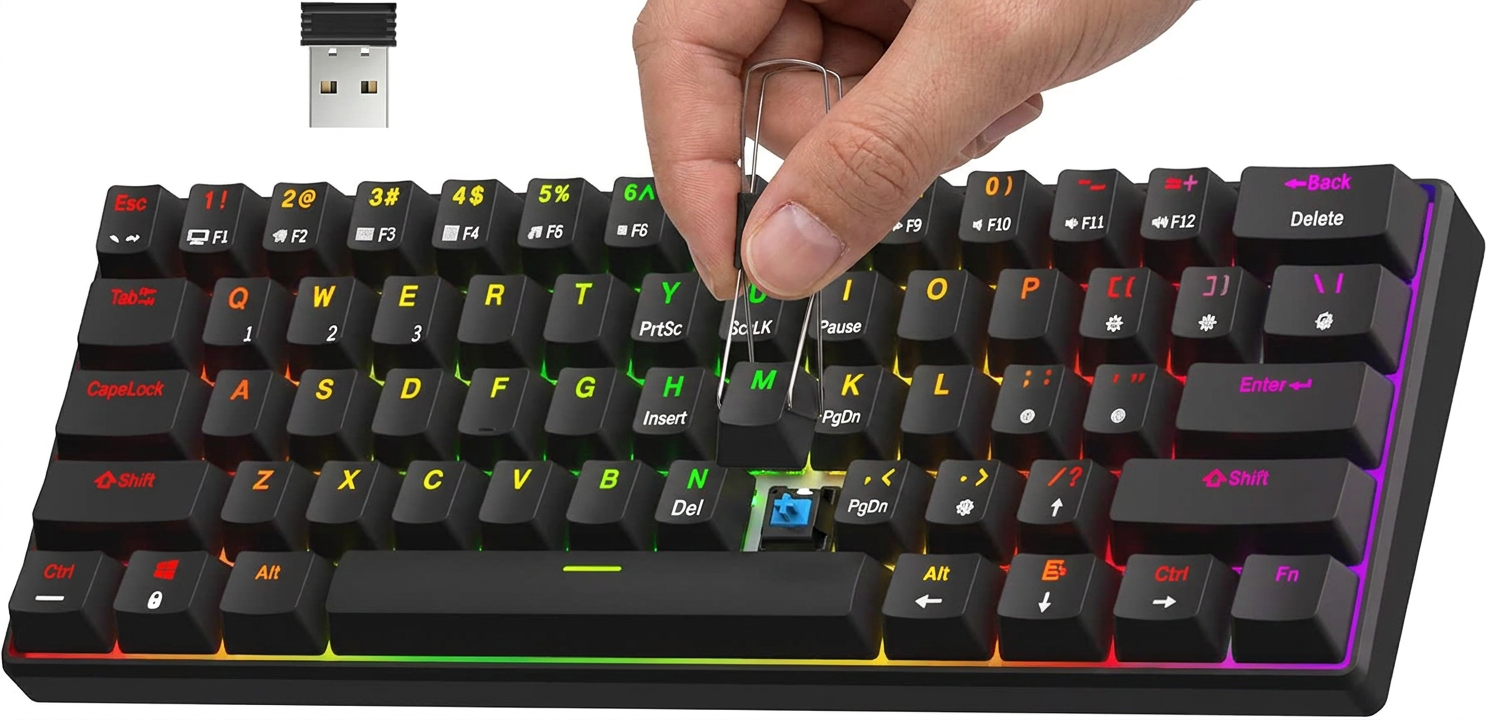 Esc 1! 2@ 3# 4$ 5% 6^ 0) -_ =+ ←Back
F1 F2 F3 F4 F6 F6 F9 F10 F11 F12 Delete
Tab Q W E R T Y U I O P [{ ]} \|
1 2 3 PrtSc ScLK Pause
CapeLock A S D F G H M K L ;: '" Enter
Insert PgDn
Shift Z X C V B N ,< .> /? Shift
Del PgDn ↑
Ctrl Alt Alt Ctrl Fn
← ↓ →